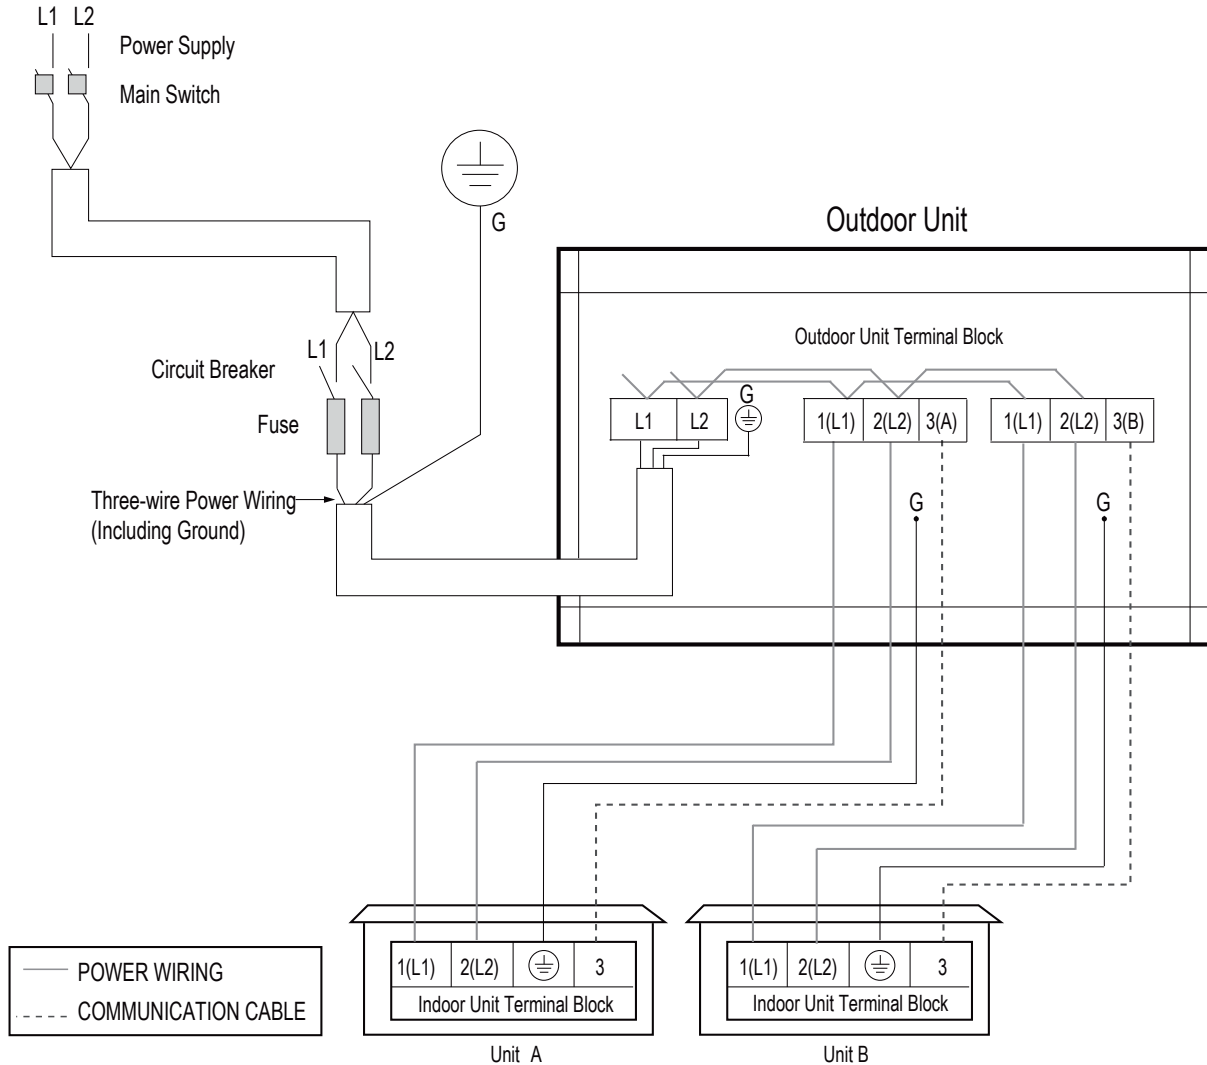 L1 L2
Power Supply
Main Switch
G
Outdoor Unit
Outdoor Unit Terminal Block
L1 L2
Circuit Breaker
Fuse
G
L1 L2
1(L1) 2(L2) 3(A)
1(L1) 2(L2) 3(B)
Three-wire Power Wiring
(Including Ground)
G
G
1(L1) 2(L2) 3
Indoor Unit Terminal Block
Unit A
1(L1) 2(L2) 3
Indoor Unit Terminal Block
Unit B
POWER WIRING
COMMUNICATION CABLE